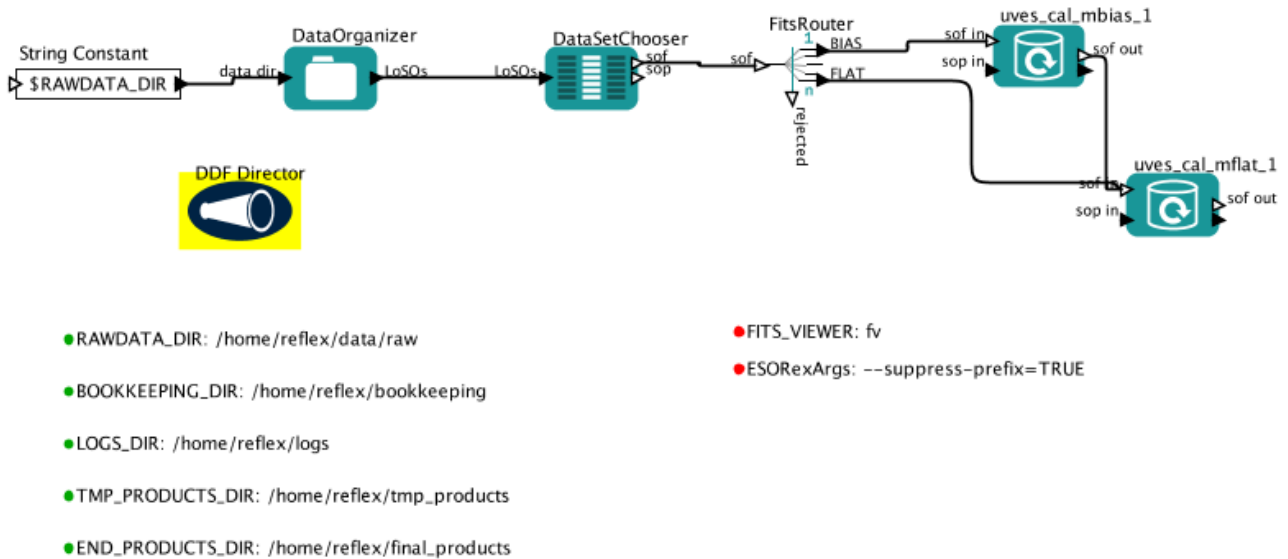 uves_cal_mbias_1
FitsRouter
String Constant
DataOrganizer
DataSetChooser
1
BIAS
sof in
sof out
sof
sop
sof
sop in
data dir
LoSOs
LoSOs
FLAT
$RAWDATA_DIR
n
rejected
uves_cal_mflat_1
DDF Director
sof in
sof out
sop in
RAWDATA_DIR: /home/reflex/data/raw
FITS_VIEWER: fv
ESORexArgs: --suppress-prefix=TRUE
BOOKKEEPING_DIR: /home/reflex/bookkeeping
LOGS_DIR: /home/reflex/logs
TMP_PRODUCTS_DIR: /home/reflex/tmp_products
END_PRODUCTS_DIR: /home/reflex/final_products